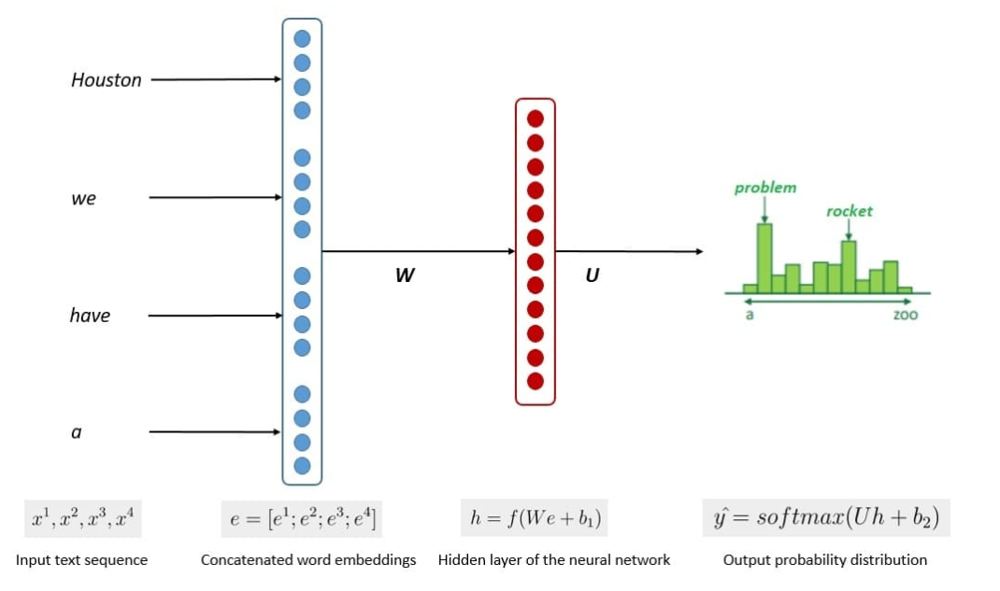 Houston
we
have
a
W
U
problem
rocket
a
zoo
x¹, x², x³, x⁴
e = [e¹; e²; e³; e⁴]
h = f(We + b₁)
ŷ = softmax(Uh + b₂)
Input text sequence
Concatenated word embeddings
Hidden layer of the neural network
Output probability distribution